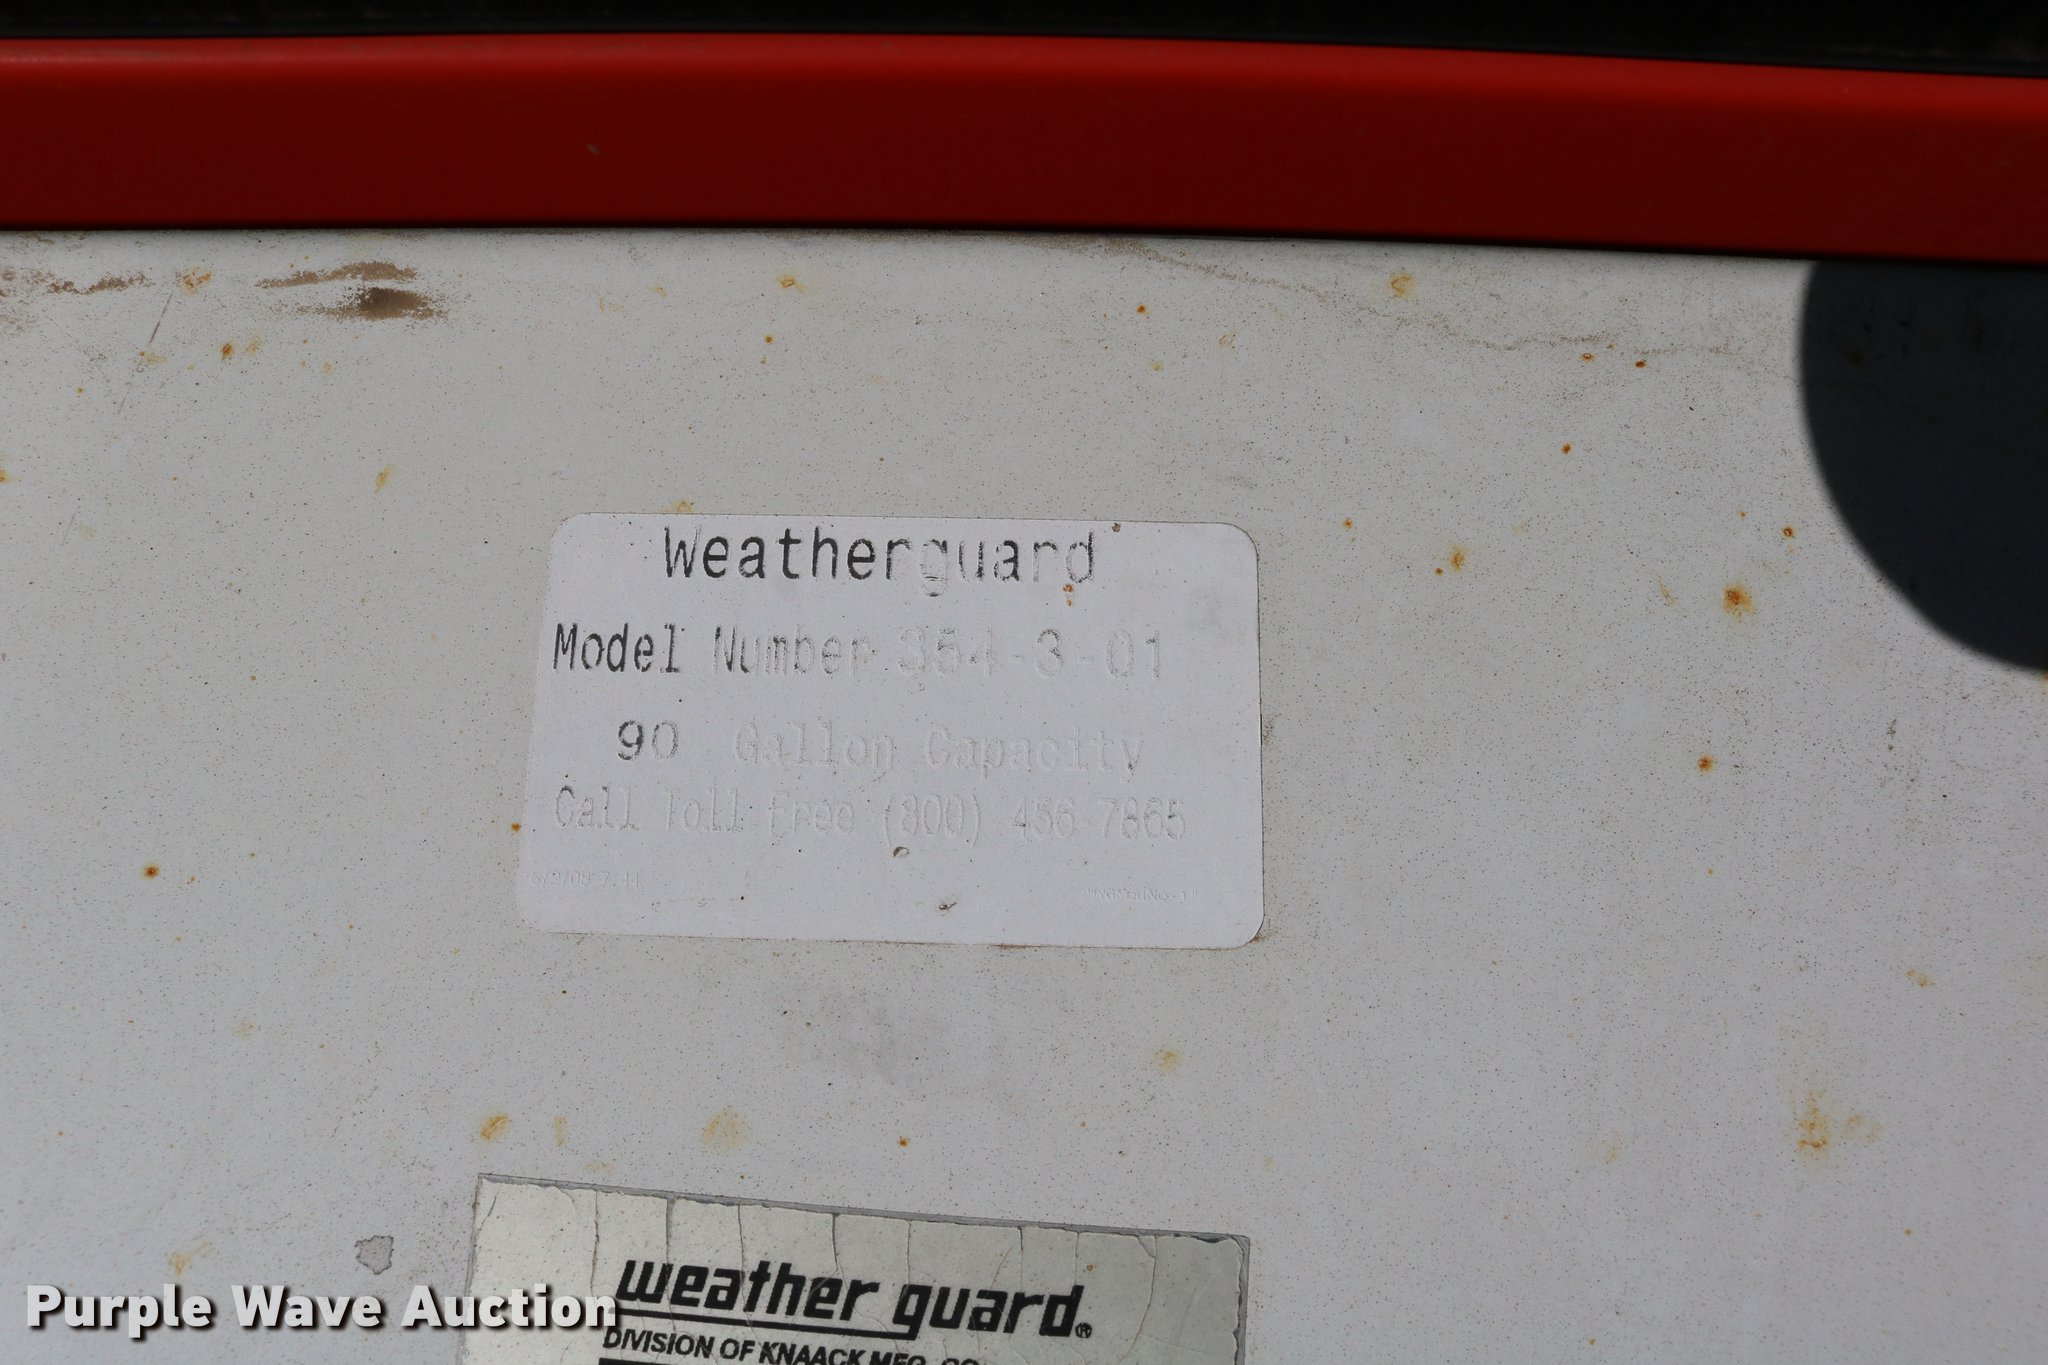 Weatherguard
Model Number 354-3-01
90 Gallon Capacity
Call Toll Free (800) 456-7865
weather guard®
DIVISION OF KNAACK MFG. CO.
Purple Wave Auction